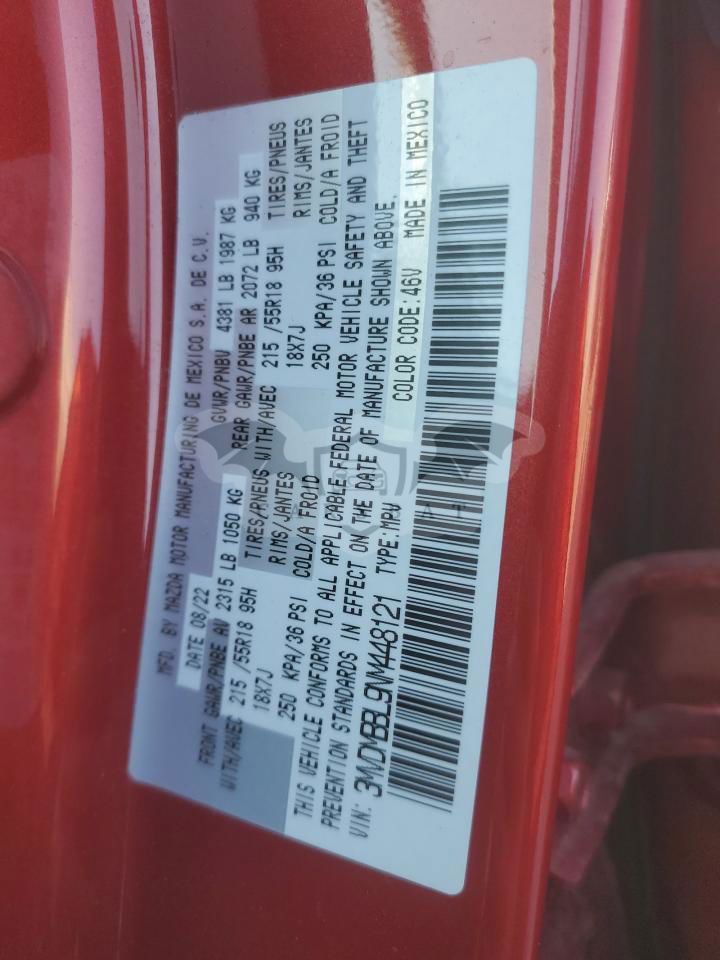 MFD. BY MAZDA MOTOR MANUFACTURING DE MEXICO S.A. DE C.V.
DATE 08/22 GVWR/PNBV 4381 LB 1987 KG
FRONT GAWR/PNBE AV 2315 LB 1050 KG REAR GAWR/PNBE AR 2072 LB 940 KG
WITH/AVEC 215 /55R18 95H TIRES/PNEUS WITH/AVEC 215 /55R18 95H TIRES/PNEUS
18X7J RIMS/JANTES 18X7J RIMS/JANTES
250 KPA/36 PSI COLD/A FROID 250 KPA/36 PSI COLD/A FROID
THIS VEHICLE CONFORMS TO ALL APPLICABLE FEDERAL MOTOR VEHICLE SAFETY AND THEFT
PREVENTION STANDARDS IN EFFECT ON THE DATE OF MANUFACTURE SHOWN ABOVE.
VIN: 3MVDMBBL9NM448121 TYPE:MPV COLOR CODE:46V MADE IN MEXICO